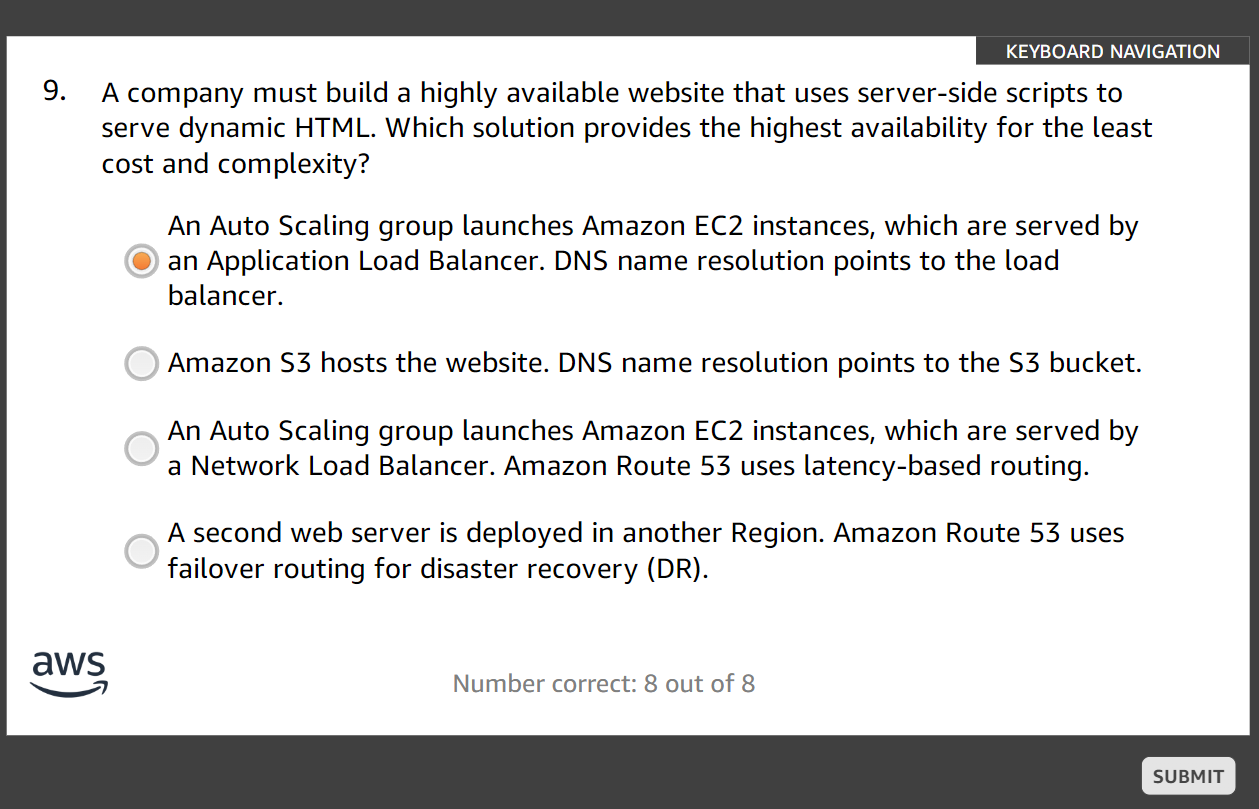 KEYBOARD NAVIGATION
9. A company must build a highly available website that uses server-side scripts to
serve dynamic HTML. Which solution provides the highest availability for the least
cost and complexity?
An Auto Scaling group launches Amazon EC2 instances, which are served by
an Application Load Balancer. DNS name resolution points to the load
balancer.
Amazon S3 hosts the website. DNS name resolution points to the S3 bucket.
An Auto Scaling group launches Amazon EC2 instances, which are served by
a Network Load Balancer. Amazon Route 53 uses latency-based routing.
A second web server is deployed in another Region. Amazon Route 53 uses
failover routing for disaster recovery (DR).
aws
Number correct: 8 out of 8
SUBMIT